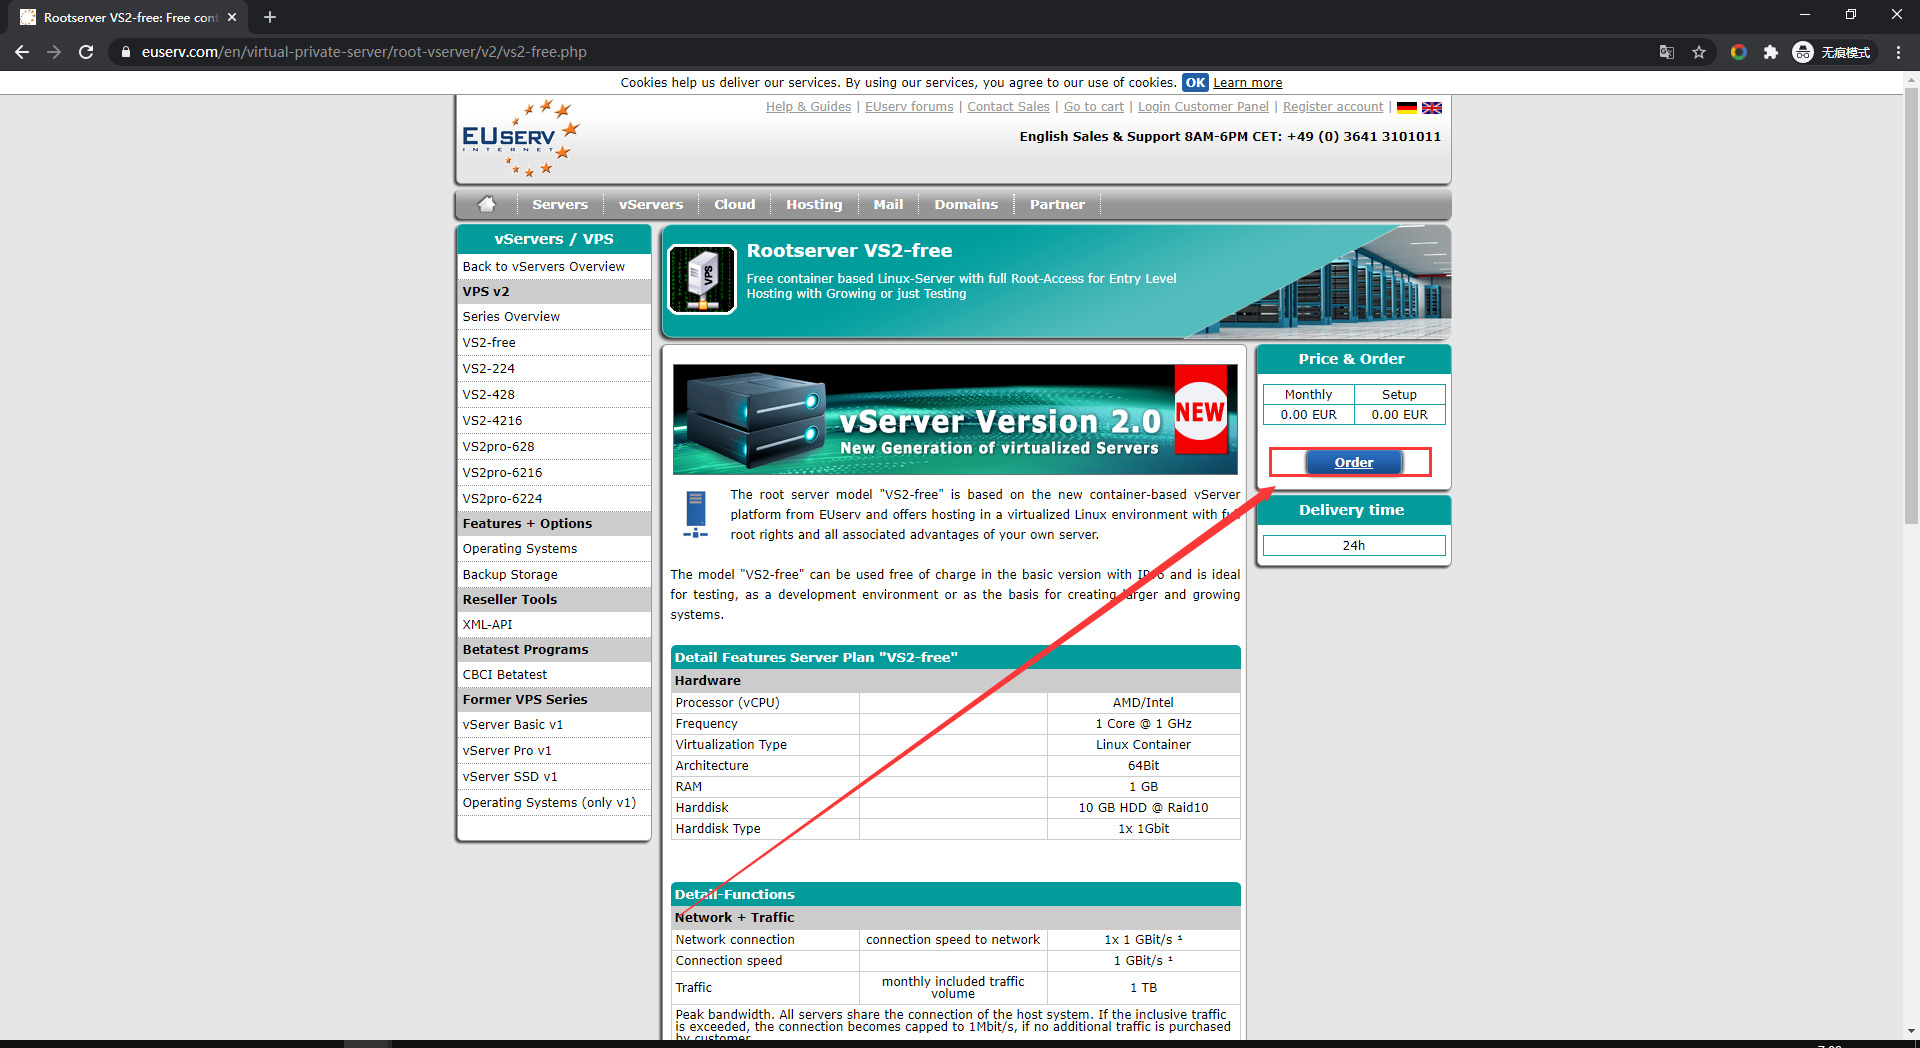 Rootserver VS2-free: Free cont
euserv.com/en/virtual-private-server/root-vserver/v2/vs2-free.php
无痕模式
Cookies help us deliver our services. By using our services, you agree to our use of cookies. OK Learn more
Help & Guides | EUserv forums | Contact Sales | Go to cart | Login Customer Panel | Register account |
EUSERV
INTERNET
English Sales & Support 8AM-6PM CET: +49 (0) 3641 3101011
Servers vServers Cloud Hosting Mail Domains Partner
vServers / VPS
Back to vServers Overview
VPS v2
Series Overview
VS2-free
VS2-224
VS2-428
VS2-4216
VS2pro-628
VS2pro-6216
VS2pro-6224
Features + Options
Operating Systems
Backup Storage
Reseller Tools
XML-API
Betatest Programs
CBCI Betatest
Former VPS Series
vServer Basic v1
vServer Pro v1
vServer SSD v1
Operating Systems (only v1)
VPS
Rootserver VS2-free
Free container based Linux-Server with full Root-Access for Entry Level
Hosting with Growing or just Testing
vServer Version 2.0
New Generation of virtualized Servers
NEW
The root server model "VS2-free" is based on the new container-based vServer
platform from EUserv and offers hosting in a virtualized Linux environment with full
root rights and all associated advantages of your own server.
The model "VS2-free" can be used free of charge in the basic version with IPv6 and is ideal
for testing, as a development environment or as the basis for creating larger and growing
systems.
Detail Features Server Plan "VS2-free"
Hardware
Processor (vCPU) AMD/Intel
Frequency 1 Core @ 1 GHz
Virtualization Type Linux Container
Architecture 64Bit
RAM 1 GB
Harddisk 10 GB HDD @ Raid10
Harddisk Type 1x 1Gbit
Detail-Functions
Network + Traffic
Network connection connection speed to network 1x 1 GBit/s ¹
Connection speed 1 GBit/s ¹
Traffic monthly included traffic volume 1 TB
Peak bandwidth. All servers share the connection of the host system. If the inclusive traffic
is exceeded, the connection becomes capped to 1Mbit/s, if no additional traffic is purchased
by customer
Price & Order
Monthly Setup
0.00 EUR 0.00 EUR
Order
Delivery time
24h